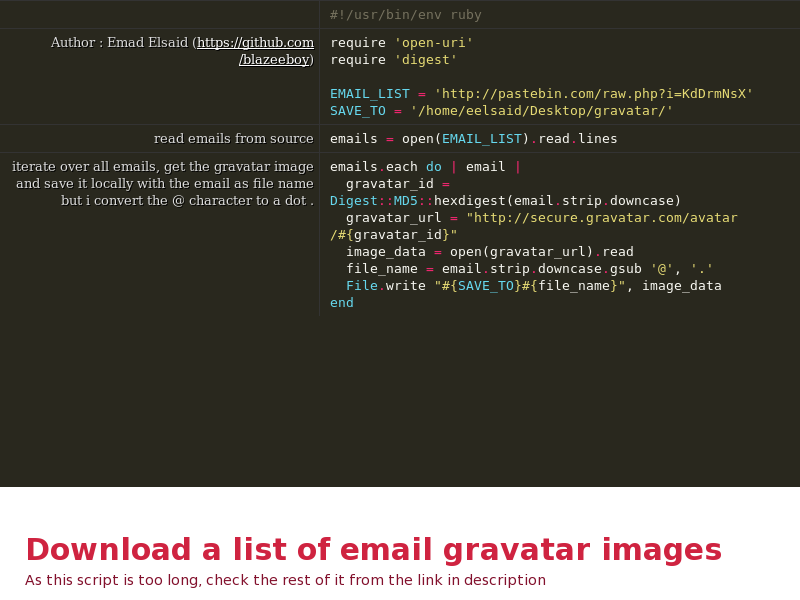 #!/usr/bin/env ruby
Author : Emad Elsaid (https://github.com
/blazeeboy)
require 'open-uri'
require 'digest'
EMAIL_LIST = 'http://pastebin.com/raw.php?i=KdDrmNsX'
SAVE_TO = '/home/eelsaid/Desktop/gravatar/'
read emails from source
emails = open(EMAIL_LIST).read.lines
iterate over all emails, get the gravatar image
and save it locally with the email as file name
but i convert the @ character to a dot .
emails.each do | email |
  gravatar_id =
Digest::MD5::hexdigest(email.strip.downcase)
  gravatar_url = "http://secure.gravatar.com/avatar
/#{gravatar_id}"
  image_data = open(gravatar_url).read
  file_name = email.strip.downcase.gsub '@', '.'
  File.write "#{SAVE_TO}#{file_name}", image_data
end
Download a list of email gravatar images
As this script is too long, check the rest of it from the link in description